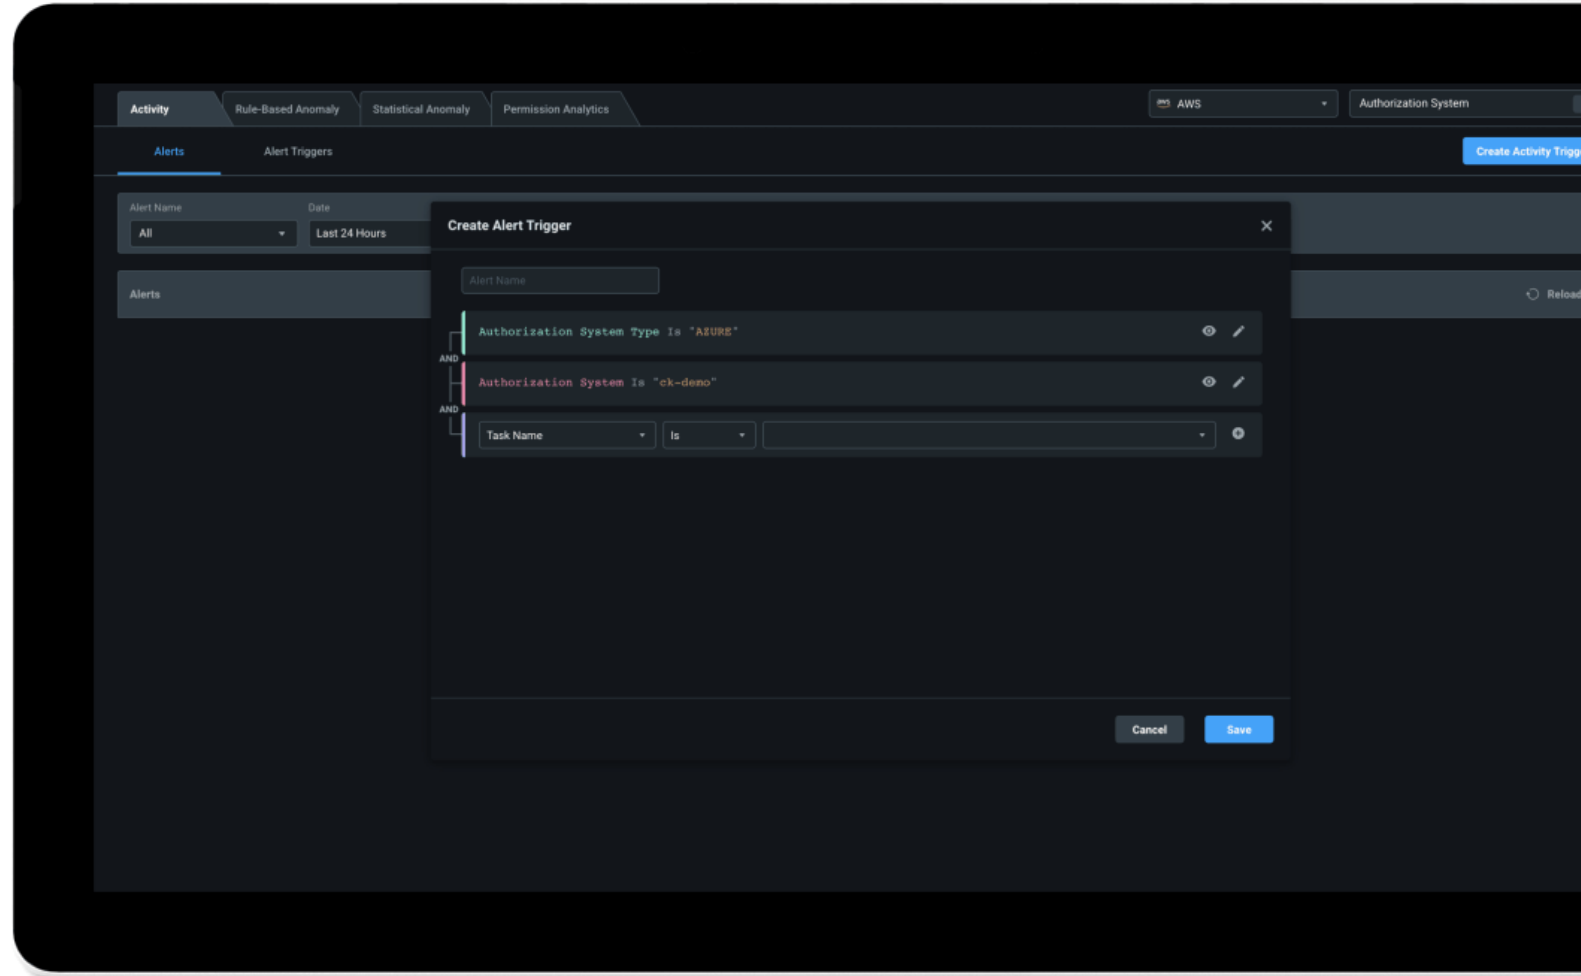 Activity Rule-Based Anomaly Statistical Anomaly Permission Analytics aws AWS Authorization System
Alerts Alert Triggers Create Activity Trigg
Alert Name Date
All Last 24 Hours
Alerts Reload
Create Alert Trigger
Alert Name
Authorization System Type Is "AZURE"
AND
Authorization System Is "ck-demo"
AND
Task Name Is
Cancel Save